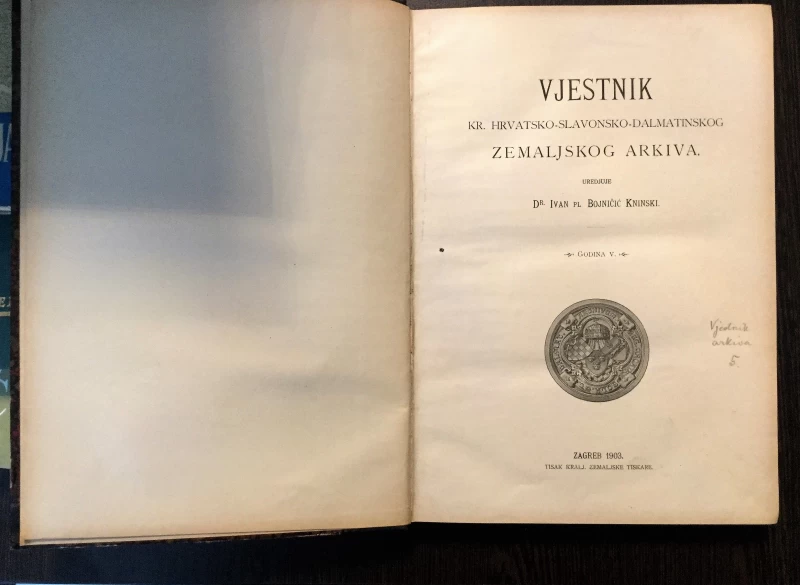 VJESTNIK
KR. HRVATSKO-SLAVONSKO-DALMATINSKOG
ZEMALJSKOG ARKIVA.
UREDJUJE
DR. IVAN PL. BOJNIČIĆ KNINSKI.
GODINA V.
Vjestnik
arkiva
5.
ZAGREB 1903.
TISAK KRALJ. ZEMALJSKE TISKARE.